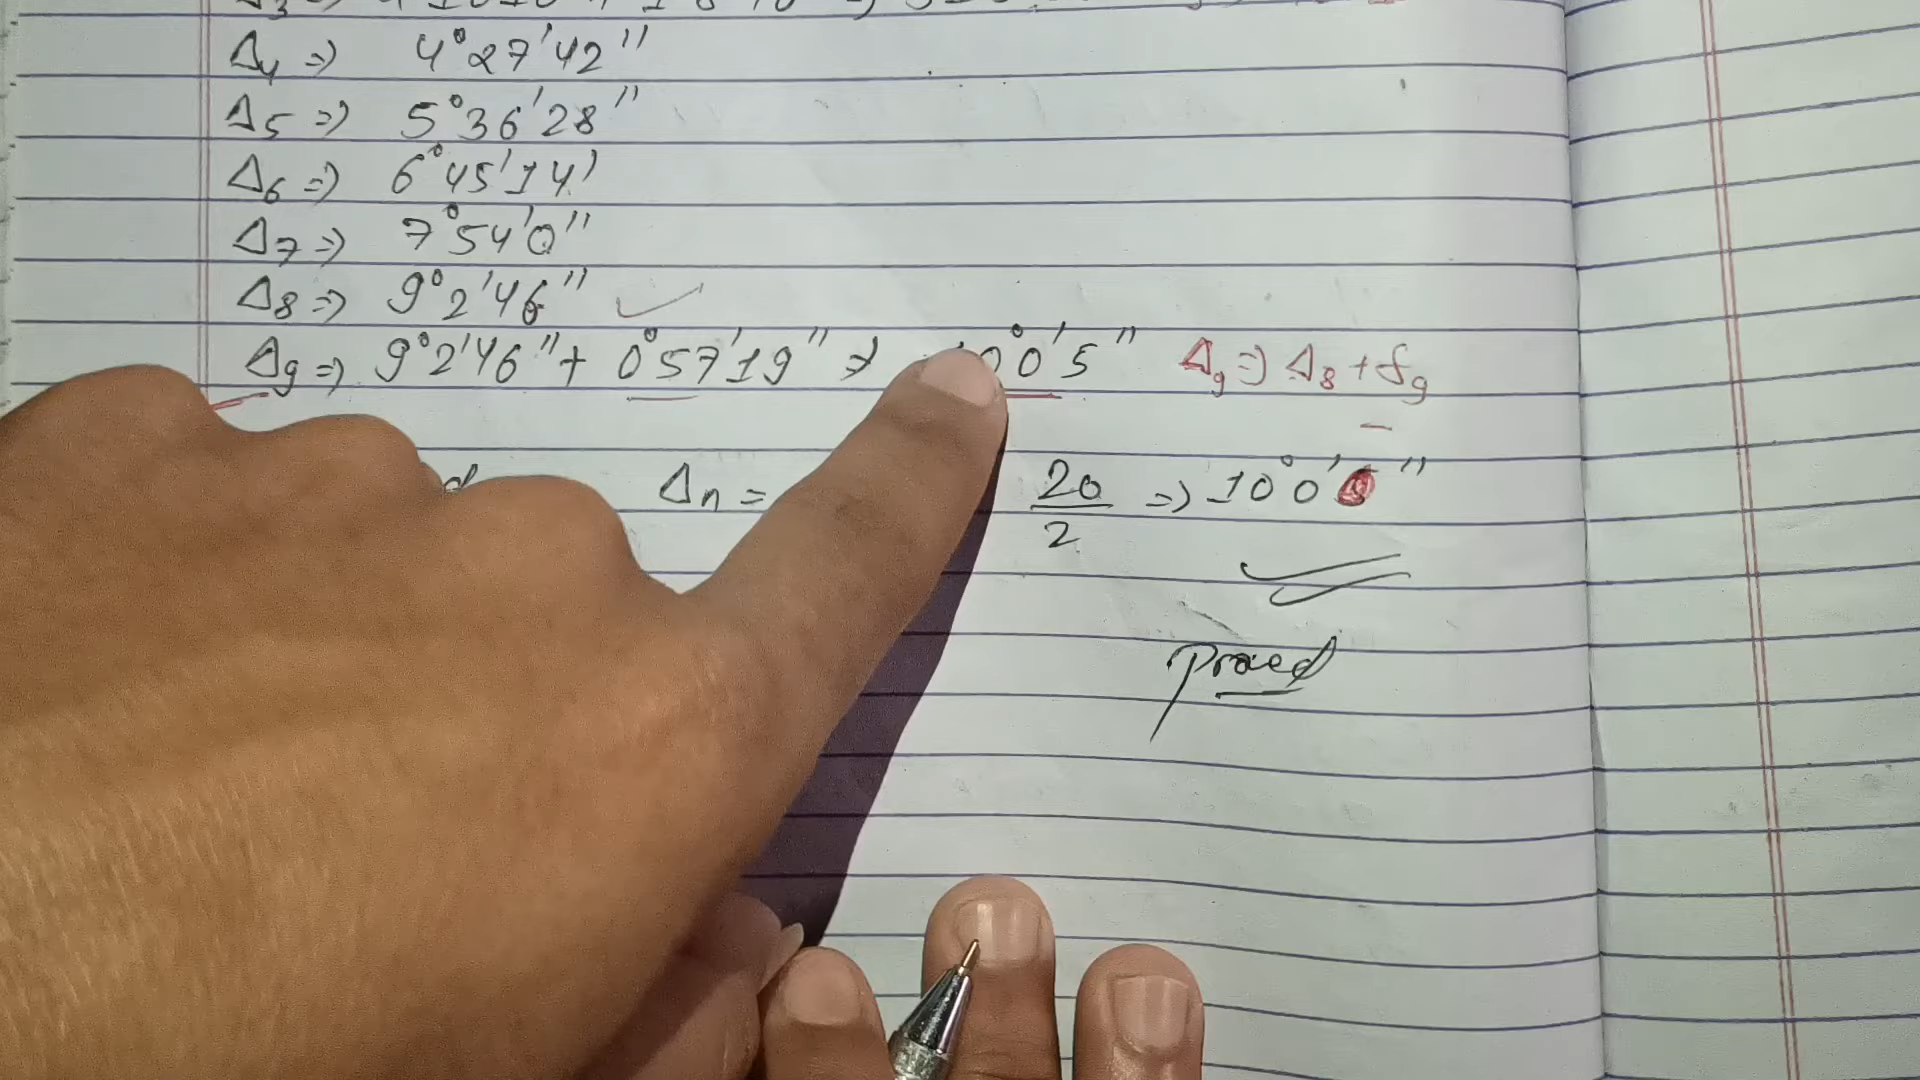 Δ4 => 4°27'42"
Δ5 => 5°36'28"
Δ6 => 6°45'14'
Δ7 => 7°54'0"
Δ8 => 9°2'46"
Δ9 => 9°2'46" + 0°57'19" => 10°0'5" Δ9 => Δ8 + δ9
Δn = 20/2 => 10°0'0"
Proved